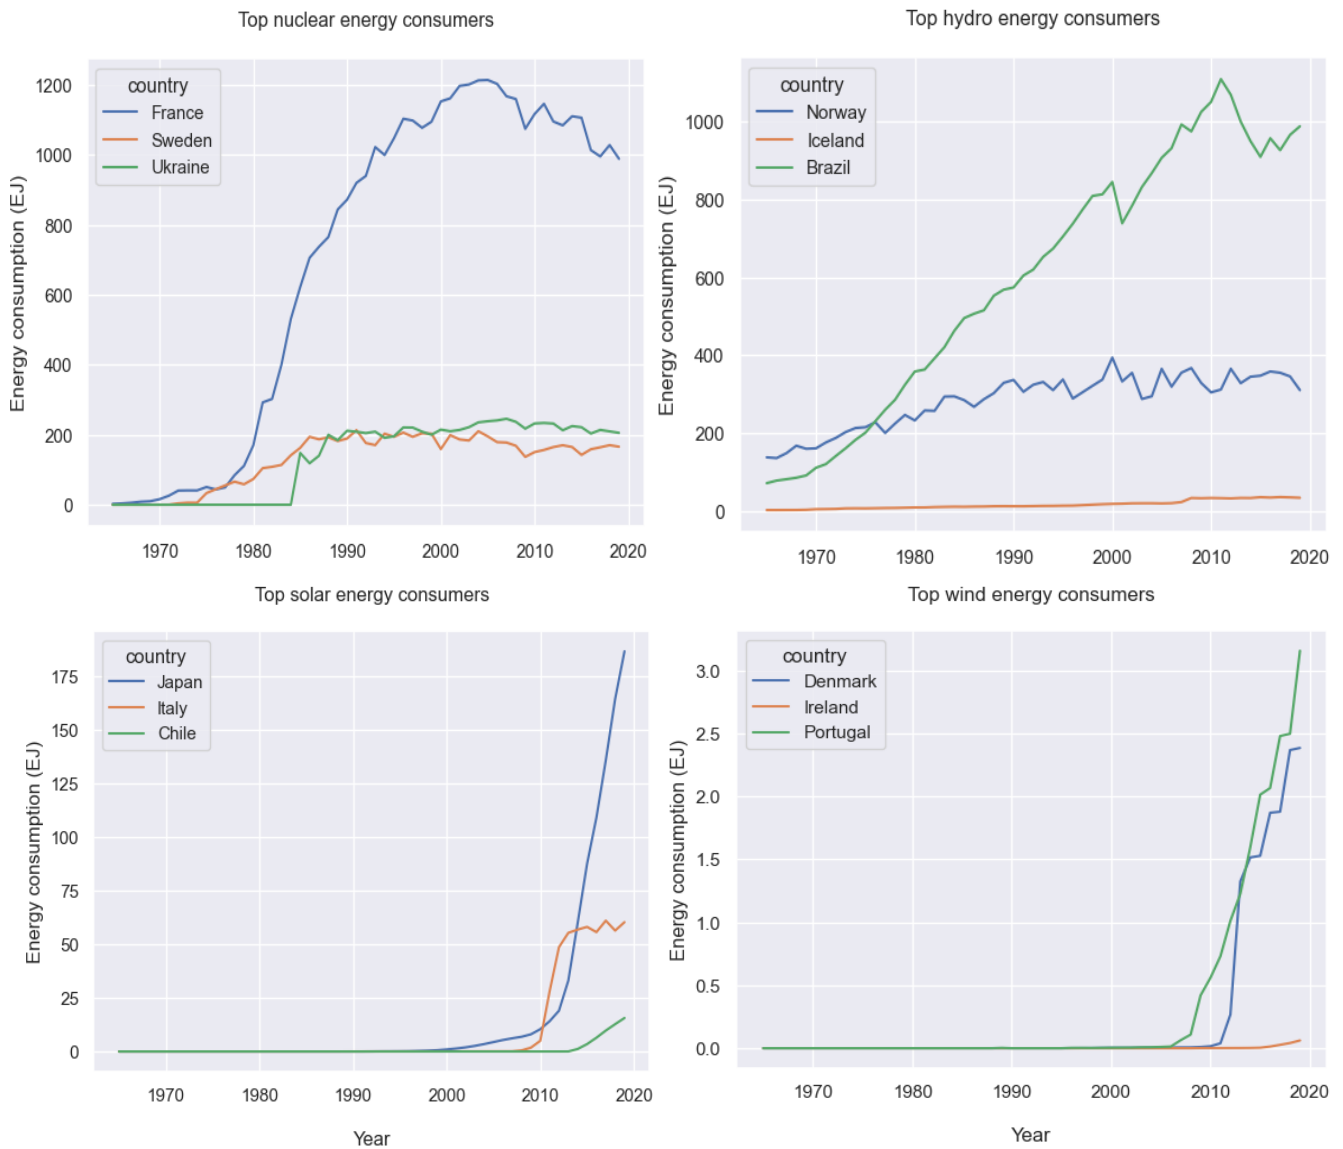 Top nuclear energy consumers
Energy consumption (EJ)
1200
1000
800
600
400
200
0
country
France
Sweden
Ukraine
1970 1980 1990 2000 2010 2020
Top hydro energy consumers
Energy consumption (EJ)
1000
800
600
400
200
0
country
Norway
Iceland
Brazil
1970 1980 1990 2000 2010 2020
Top solar energy consumers
Energy consumption (EJ)
175
150
125
100
75
50
25
0
country
Japan
Italy
Chile
1970 1980 1990 2000 2010 2020
Year
Top wind energy consumers
Energy consumption (EJ)
3.0
2.5
2.0
1.5
1.0
0.5
0.0
country
Denmark
Ireland
Portugal
1970 1980 1990 2000 2010 2020
Year